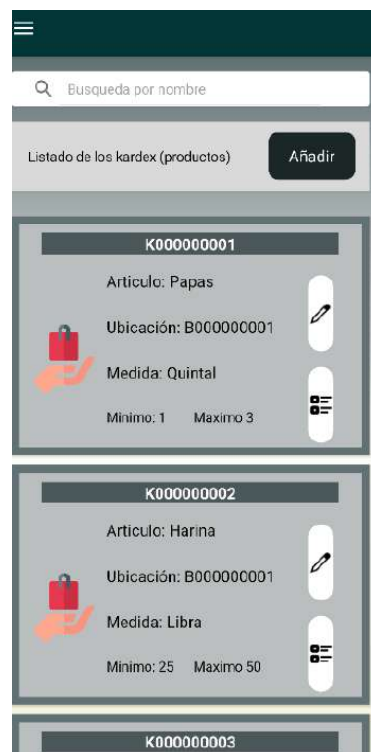 Busqueda por nombre
Listado de los kardex (productos)
Añadir
K000000001
Articulo: Papas
Ubicación: B000000001
Medida: Quintal
Minimo: 1 Maximo 3
K000000002
Articulo: Harina
Ubicación: B000000001
Medida: Libra
Minimo: 25 Maximo 50
K000000003